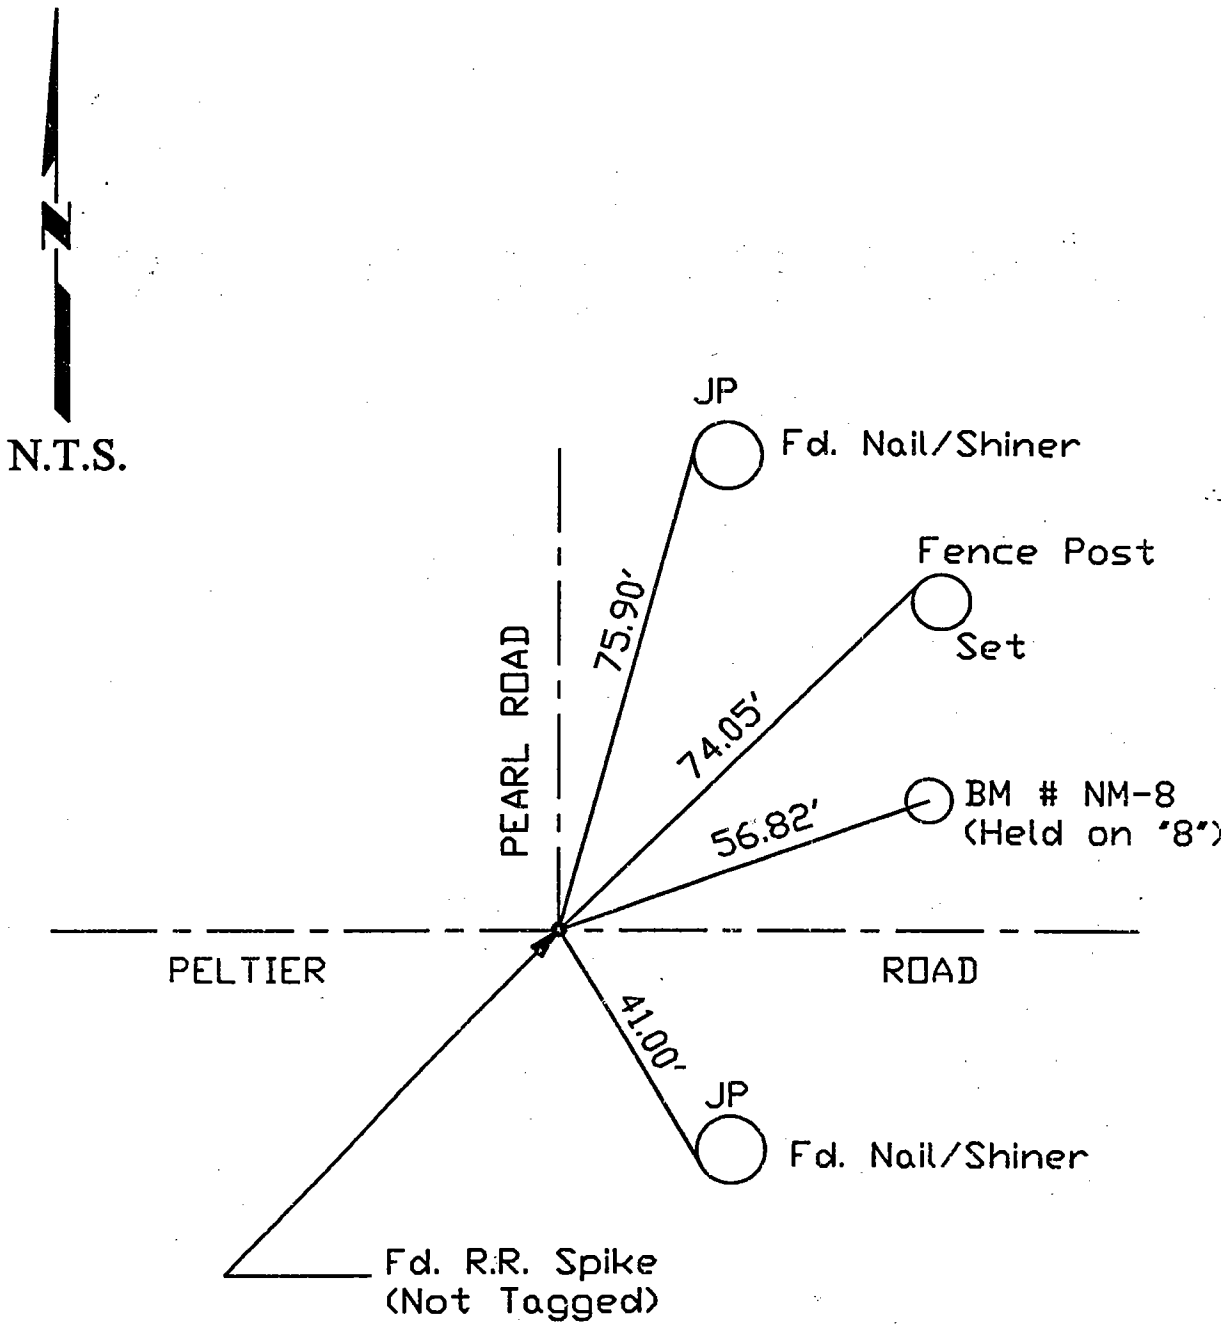 N
N.T.S.
JP
Fd. Nail/Shiner
Fence Post
Set
75.90'
PEARL ROAD
74.05'
BM # NM-8
(Held on "8")
56.82'
PELTIER ROAD
41.00'
JP
Fd. Nail/Shiner
Fd. R.R. Spike
(Not Tagged)